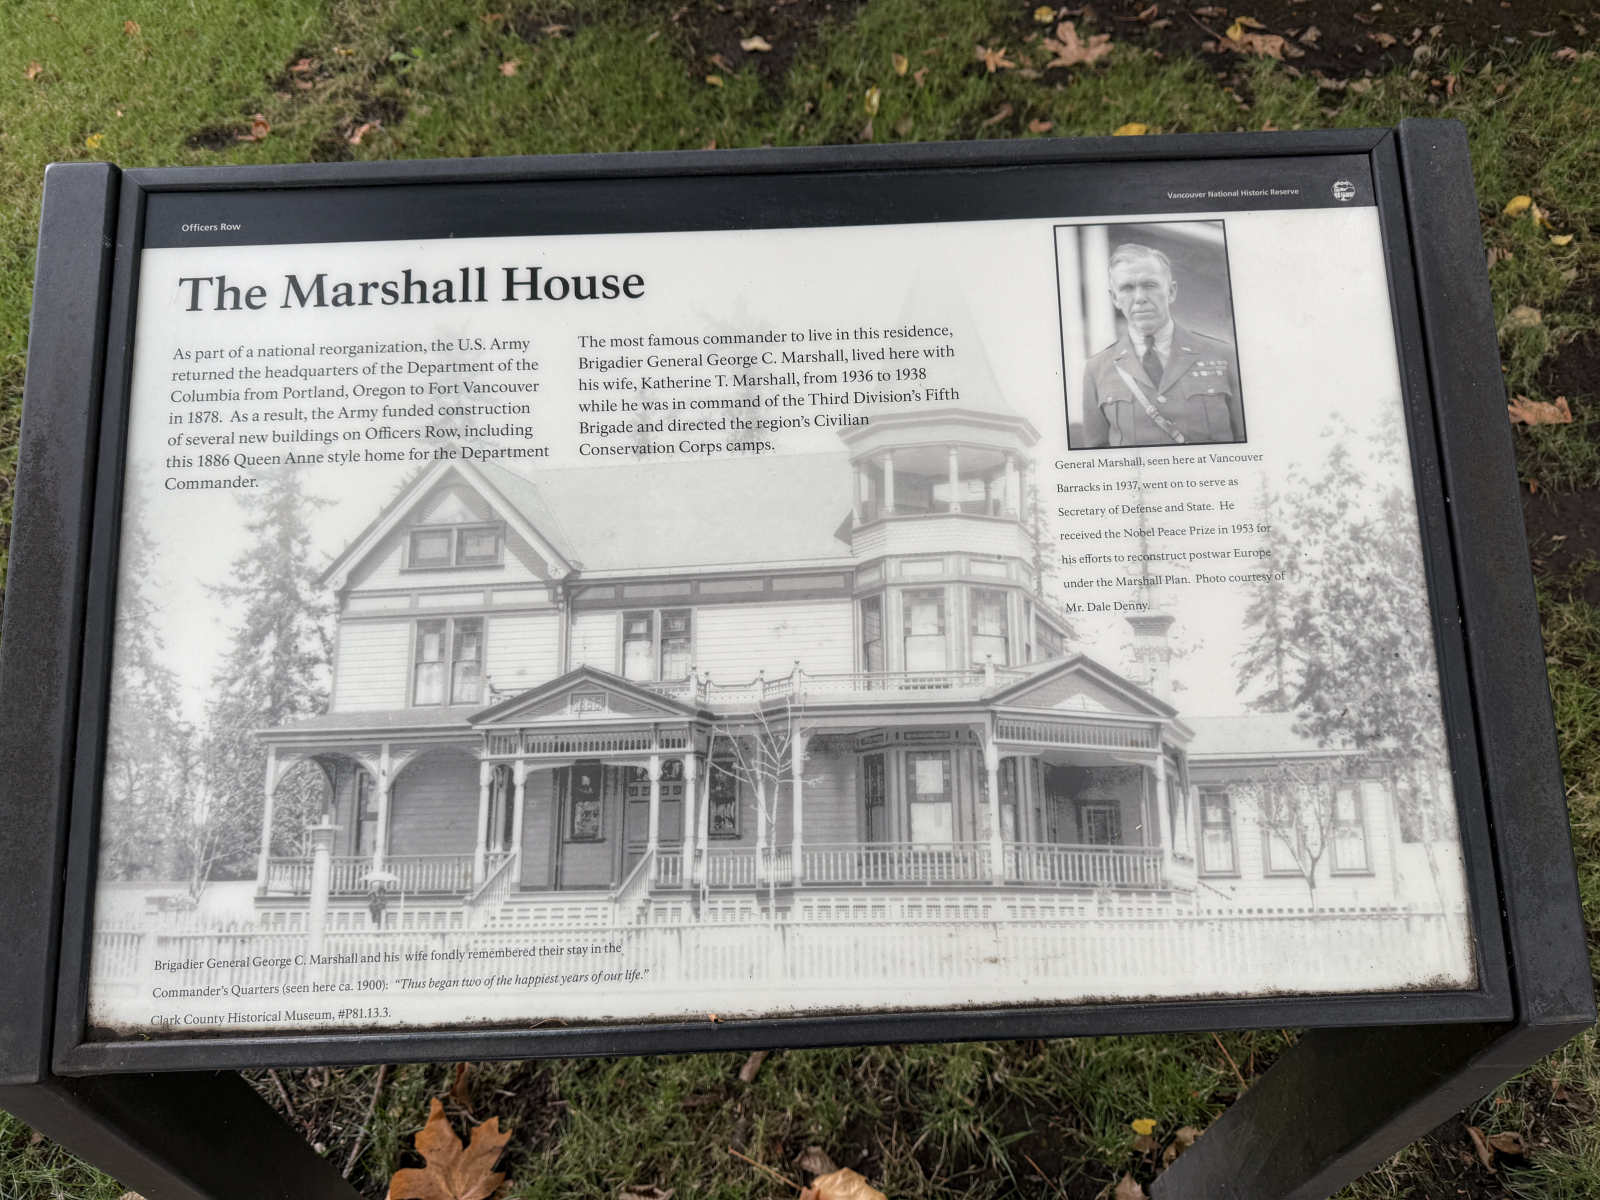 Officers Row
Vancouver National Historic Reserve
The Marshall House
As part of a national reorganization, the U.S. Army
returned the headquarters of the Department of the
Columbia from Portland, Oregon to Fort Vancouver
in 1878. As a result, the Army funded construction
of several new buildings on Officers Row, including
this 1886 Queen Anne style home for the Department
Commander.
The most famous commander to live in this residence,
Brigadier General George C. Marshall, lived here with
his wife, Katherine T. Marshall, from 1936 to 1938
while he was in command of the Third Division's Fifth
Brigade and directed the region's Civilian
Conservation Corps camps.
General Marshall, seen here at Vancouver
Barracks in 1937, went on to serve as
Secretary of Defense and State. He
received the Nobel Peace Prize in 1953 for
his efforts to reconstruct postwar Europe
under the Marshall Plan. Photo courtesy of
Mr. Dale Denny.
Brigadier General George C. Marshall and his wife fondly remembered their stay in the
Commander's Quarters (seen here ca. 1900): "Thus began two of the happiest years of our life."
Clark County Historical Museum, #P81.13.3.